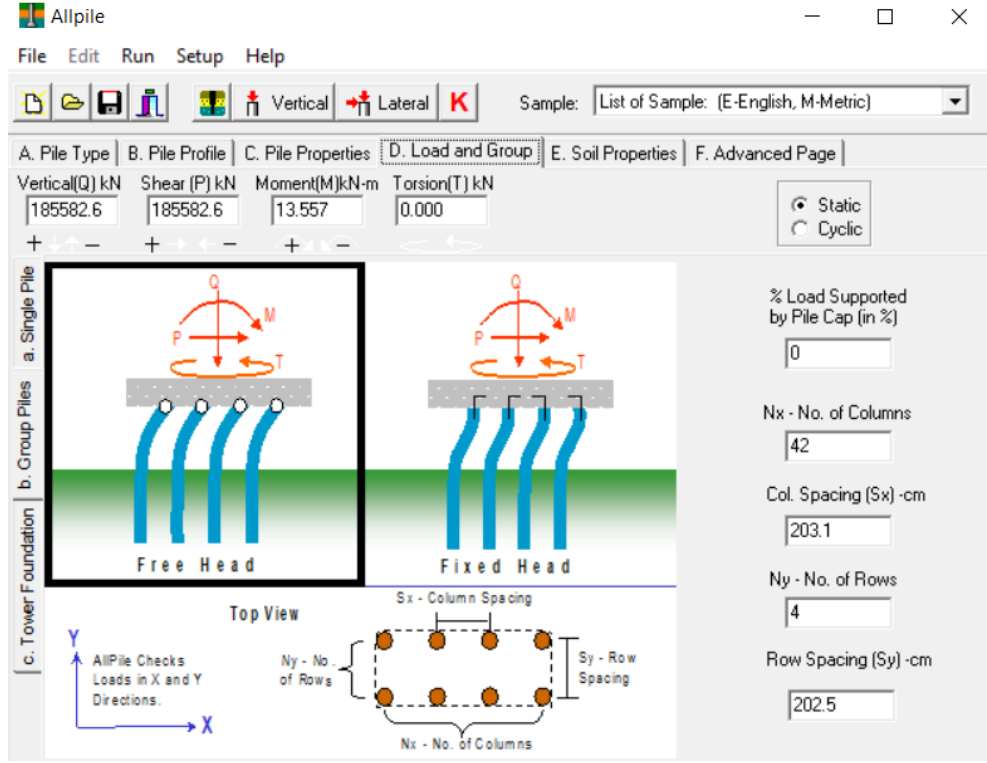 Allpile
File Edit Run Setup Help
Vertical Lateral K Sample: List of Sample: (E-English, M-Metric)
A. Pile Type B. Pile Profile C. Pile Properties D. Load and Group E. Soil Properties F. Advanced Page
Vertical(Q) kN Shear (P) kN Moment(M)kN-m Torsion(T) kN
185582.6 185582.6 13.557 0.000
+ - + - + -
Static
Cyclic
a. Single Pile
b. Group Piles
c. Tower Foundation
Q
M
P
T
Free Head
Q
M
P
T
Fixed Head
% Load Supported
by Pile Cap (in %)
0
Nx - No. of Columns
42
Col. Spacing (Sx) -cm
203.1
Ny - No. of Rows
4
Row Spacing (Sy) -cm
202.5
Top View
Sx - Column Spacing
Y
AllPile Checks
Loads in X and Y
Directions.
X
Ny - No.
of Rows
Sy - Row
Spacing
Nx - No. of Columns